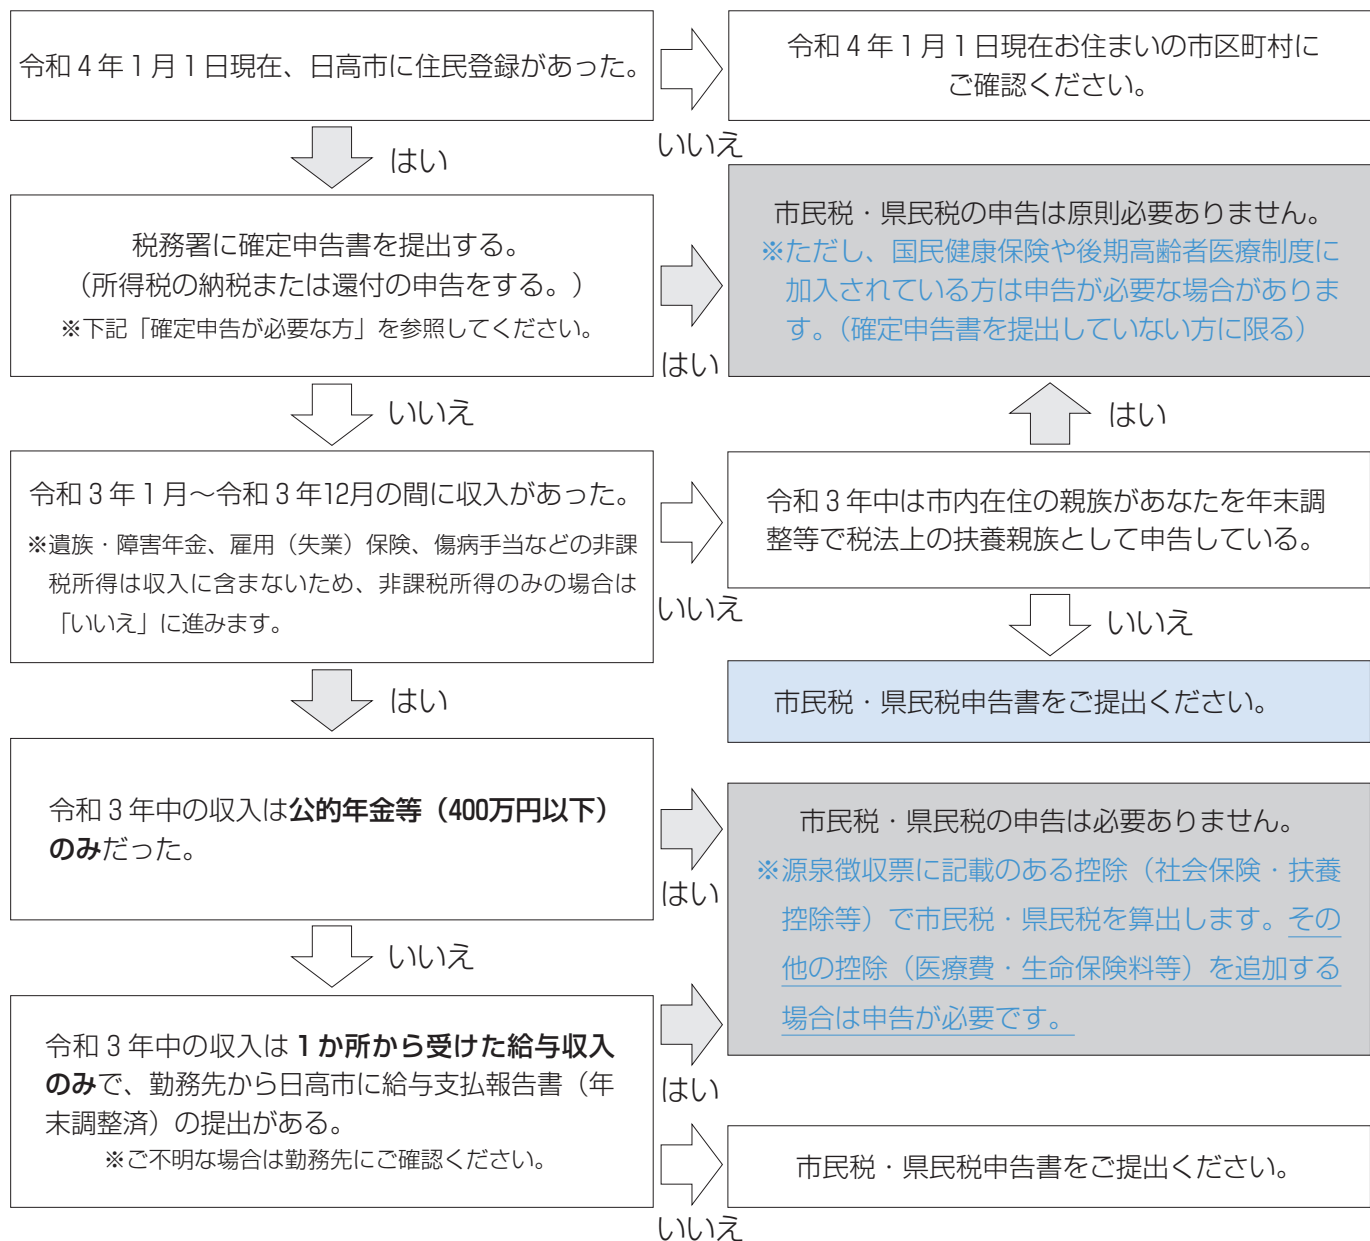 令和4年1月1日現在、日高市に住民登録があった。
いいえ
令和4年1月1日現在お住まいの市区町村に
ご確認ください。
はい
税務署に確定申告書を提出する。
（所得税の納税または還付の申告をする。）
※下記「確定申告が必要な方」を参照してください。
はい
市民税・県民税の申告は原則必要ありません。
※ただし、国民健康保険や後期高齢者医療制度に
加入されている方は申告が必要な場合がありま
す。（確定申告書を提出していない方に限る）
いいえ
はい
令和3年1月～令和3年12月の間に収入があった。
※遺族・障害年金、雇用（失業）保険、傷病手当などの非課
税所得は収入に含まないため、非課税所得のみの場合は
「いいえ」に進みます。
いいえ
令和3年中は市内在住の親族があなたを年末調
整等で税法上の扶養親族として申告している。
いいえ
市民税・県民税申告書をご提出ください。
はい
令和3年中の収入は公的年金等（400万円以下）
のみだった。
はい
市民税・県民税の申告は必要ありません。
※源泉徴収票に記載のある控除（社会保険・扶養
控除等）で市民税・県民税を算出します。その
他の控除（医療費・生命保険料等）を追加する
場合は申告が必要です。
いいえ
令和3年中の収入は1か所から受けた給与収入
のみで、勤務先から日高市に給与支払報告書（年
末調整済）の提出がある。
※ご不明な場合は勤務先にご確認ください。
はい
いいえ
市民税・県民税申告書をご提出ください。